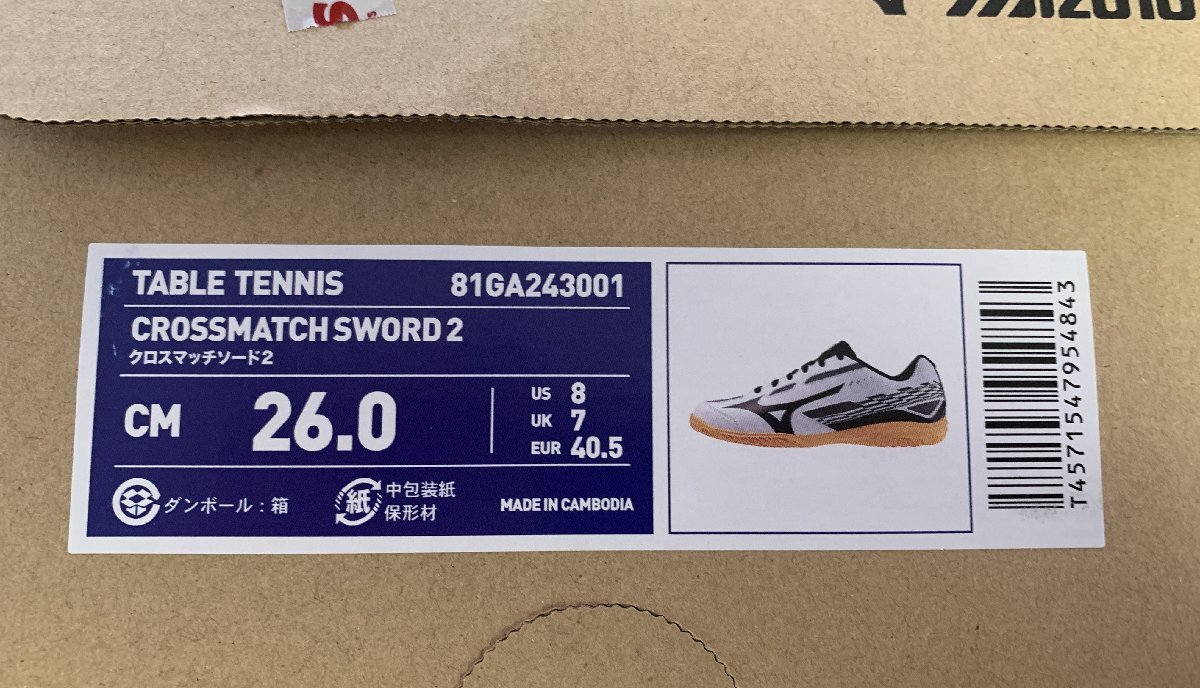 S
MIZUNO
TABLE TENNIS 81GA243001
CROSSMATCH SWORD 2
クロスマッチソード2
CM 26.0
US 8
UK 7
EUR 40.5
ダンボール：箱
紙 中包装紙
保形材
MADE IN CAMBODIA
T4571547954843